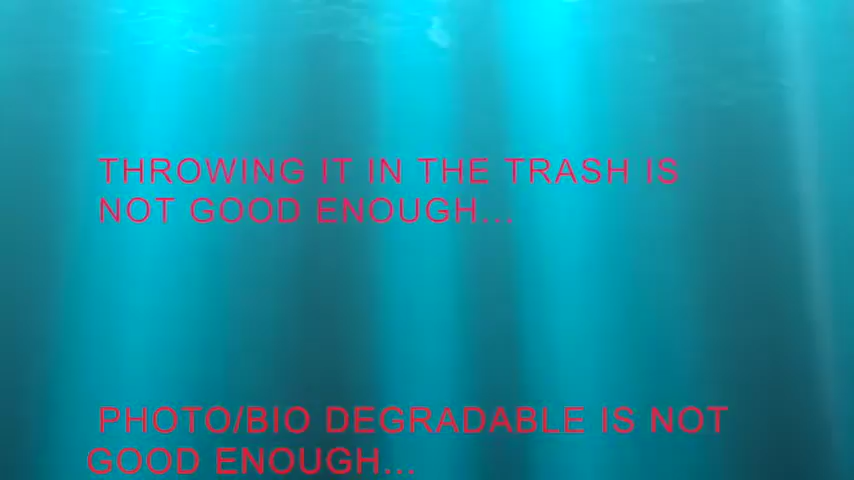 THROWING IT IN THE TRASH IS
NOT GOOD ENOUGH...
PHOTO/BIO DEGRADABLE IS NOT
GOOD ENOUGH...